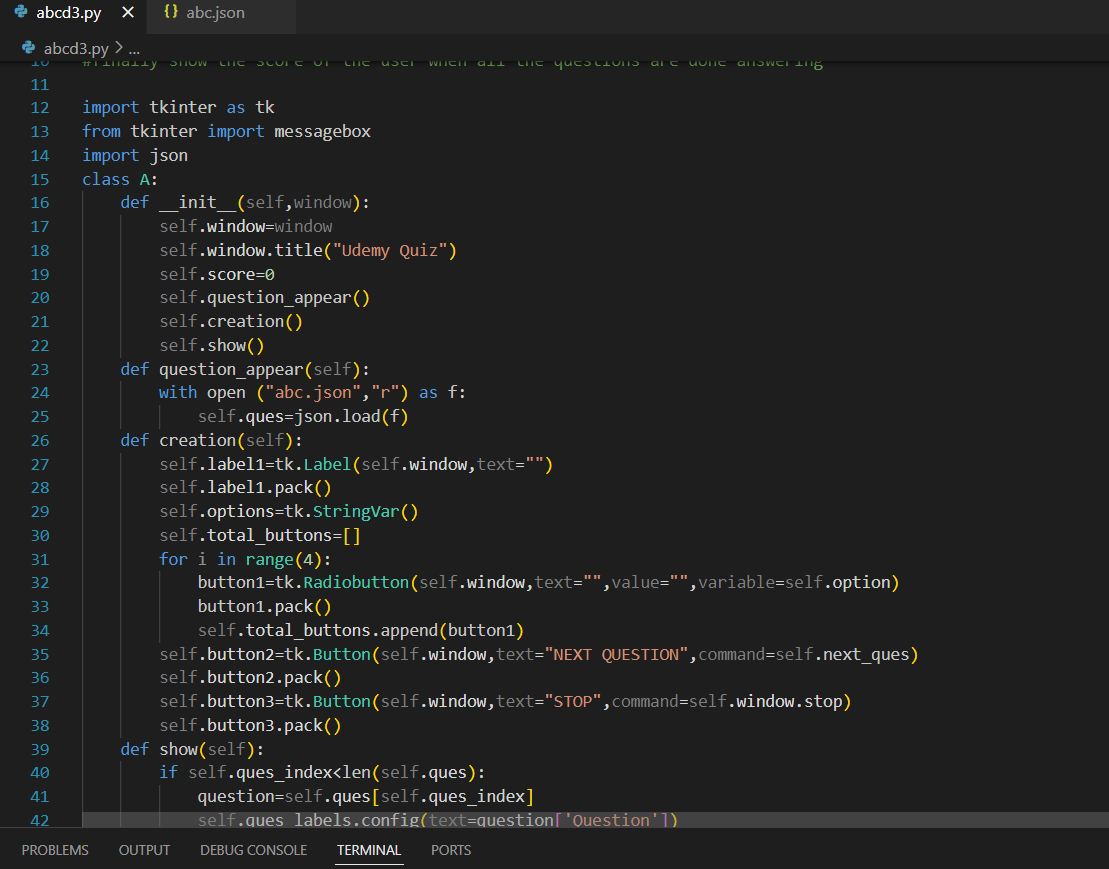 abcd3.py ×
{} abc.json
abcd3.py > ...
10 #finally show the score of the user when all the questions are done answering
11
12 import tkinter as tk
13 from tkinter import messagebox
14 import json
15 class A:
16     def __init__(self,window):
17         self.window=window
18         self.window.title("Udemy Quiz")
19         self.score=0
20         self.question_appear()
21         self.creation()
22         self.show()
23     def question_appear(self):
24         with open ("abc.json","r") as f:
25             self.ques=json.load(f)
26     def creation(self):
27         self.label1=tk.Label(self.window,text="")
28         self.label1.pack()
29         self.options=tk.StringVar()
30         self.total_buttons=[]
31         for i in range(4):
32             button1=tk.Radiobutton(self.window,text="",value="",variable=self.option)
33             button1.pack()
34             self.total_buttons.append(button1)
35         self.button2=tk.Button(self.window,text="NEXT QUESTION",command=self.next_ques)
36         self.button2.pack()
37         self.button3=tk.Button(self.window,text="STOP",command=self.window.stop)
38         self.button3.pack()
39     def show(self):
40         if self.ques_index<len(self.ques):
41             question=self.ques[self.ques_index]
42             self.ques_labels.config(text=question['Question'])
PROBLEMS OUTPUT DEBUG CONSOLE TERMINAL PORTS